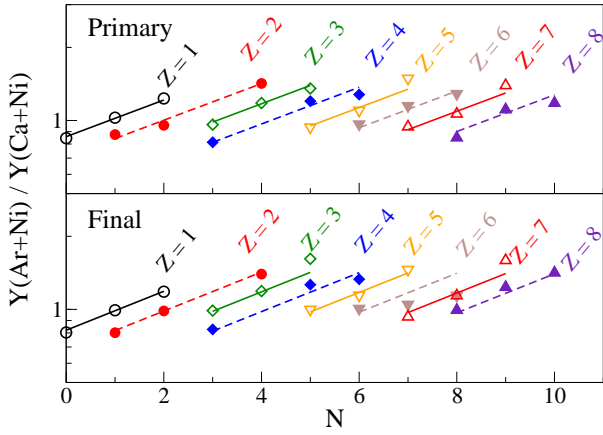 Primary
Z = 1
Z = 2
Z = 3
Z = 4
Z = 5
Z = 6
Z = 7
Z = 8
1
Y(Ar+Ni) / Y(Ca+Ni)
Final
Z = 1
Z = 2
Z = 3
Z = 4
Z = 5
Z = 6
Z = 7
Z = 8
1
0 2 4 6 8 10
N